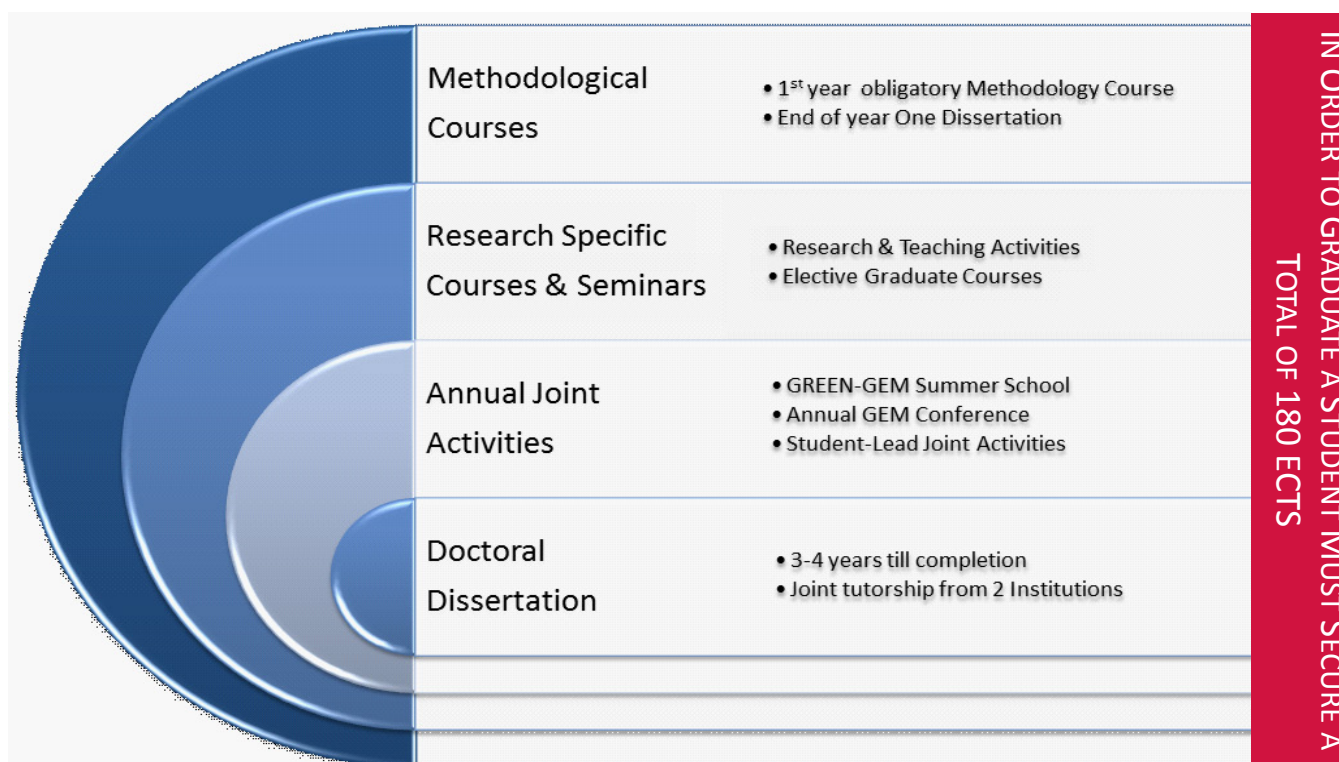 Methodological
Courses
• 1st year obligatory Methodology Course
• End of year One Dissertation
Research Specific
Courses & Seminars
• Research & Teaching Activities
• Elective Graduate Courses
Annual Joint
Activities
• GREEN-GEM Summer School
• Annual GEM Conference
• Student-Lead Joint Activities
Doctoral
Dissertation
• 3-4 years till completion
• Joint tutorship from 2 Institutions
IN ORDER TO GRADUATE A STUDENT MUST SECURE A
TOTAL OF 180 ECTS